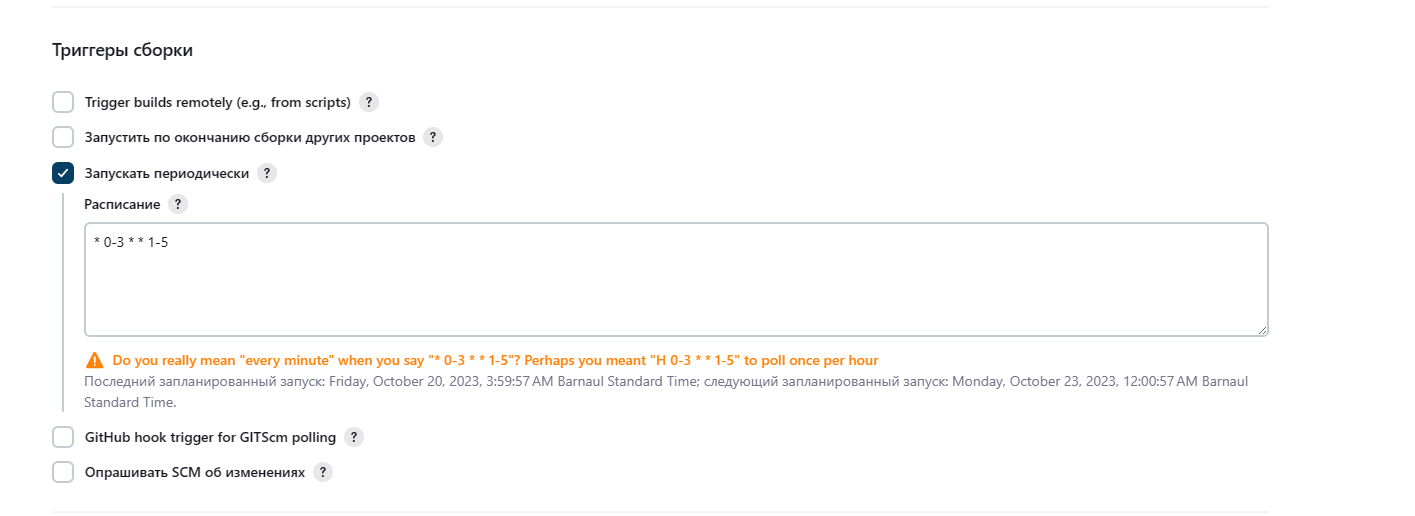 Триггеры сборки
Trigger builds remotely (e.g., from scripts) ?
Запустить по окончанию сборки других проектов ?
Запускать периодически ?
Расписание ?
* 0-3 * * 1-5
Do you really mean "every minute" when you say "* 0-3 * * 1-5"? Perhaps you meant "H 0-3 * * 1-5" to poll once per hour
Последний запланированный запуск: Friday, October 20, 2023, 3:59:57 AM Barnaul Standard Time; следующий запланированный запуск: Monday, October 23, 2023, 12:00:57 AM Barnaul
Standard Time.
GitHub hook trigger for GITScm polling ?
Опрашивать SCM об изменениях ?